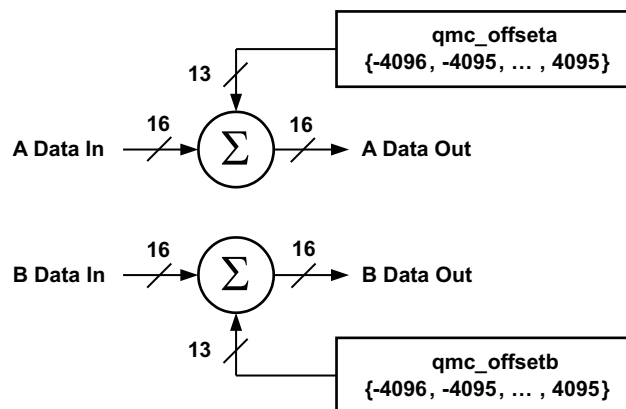 qmc_offseta
{-4096, -4095, … , 4095}
13
16
16
A Data In
Σ
A Data Out
16
16
B Data In
Σ
B Data Out
13
qmc_offsetb
{-4096, -4095, … , 4095}